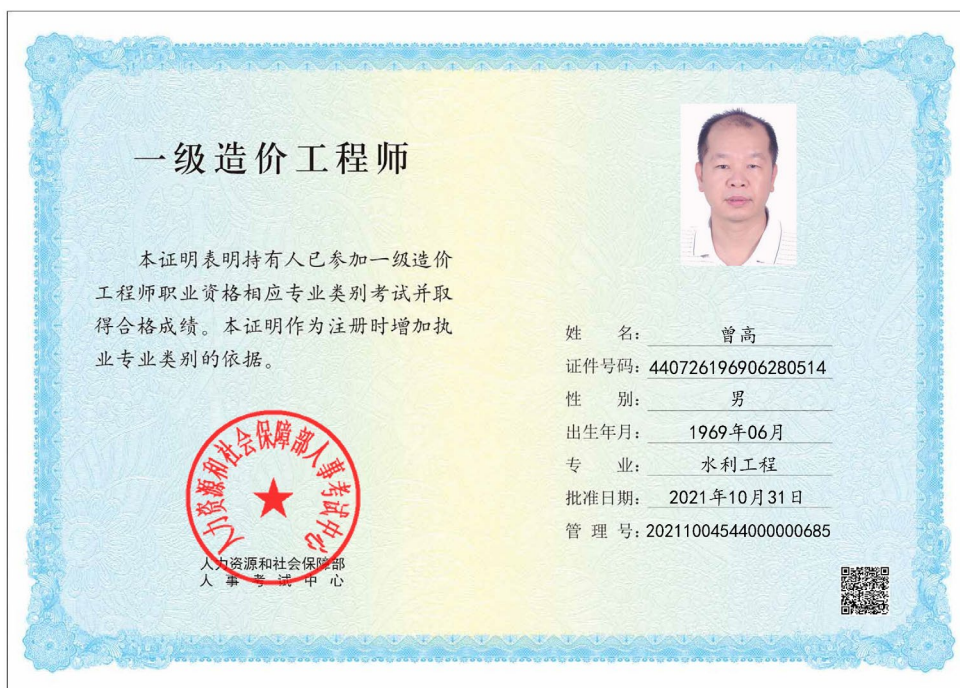 一级造价工程师
本证明表明持有人已参加一级造价
工程师职业资格相应专业类别考试并取
得合格成绩。本证明作为注册时增加执
业专业类别的依据。
人力资源和社会保障部人事考试中心
人力资源和社会保障部
人事考试中心
姓 名: 曾高
证件号码: 440726196906280514
性 别: 男
出生年月: 1969年06月
专 业: 水利工程
批准日期: 2021年10月31日
管 理 号: 20211004544000000685